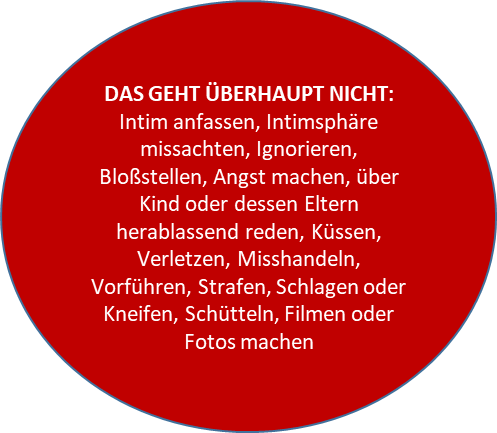 DAS GEHT ÜBERHAUPT NICHT:
Intim anfassen, Intimsphäre
missachten, Ignorieren,
Bloßstellen, Angst machen, über
Kind oder dessen Eltern
herablassend reden, Küssen,
Verletzen, Misshandeln,
Vorführen, Strafen, Schlagen oder
Kneifen, Schütteln, Filmen oder
Fotos machen